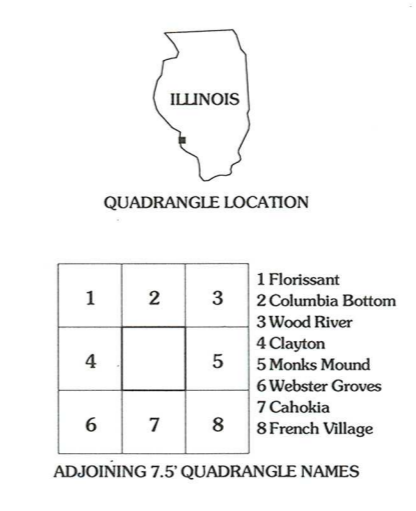 ILLINOIS
QUADRANGLE LOCATION
1 2 3
4 5
6 7 8
1 Florissant
2 Columbia Bottom
3 Wood River
4 Clayton
5 Monks Mound
6 Webster Groves
7 Cahokia
8 French Village
ADJOINING 7.5' QUADRANGLE NAMES